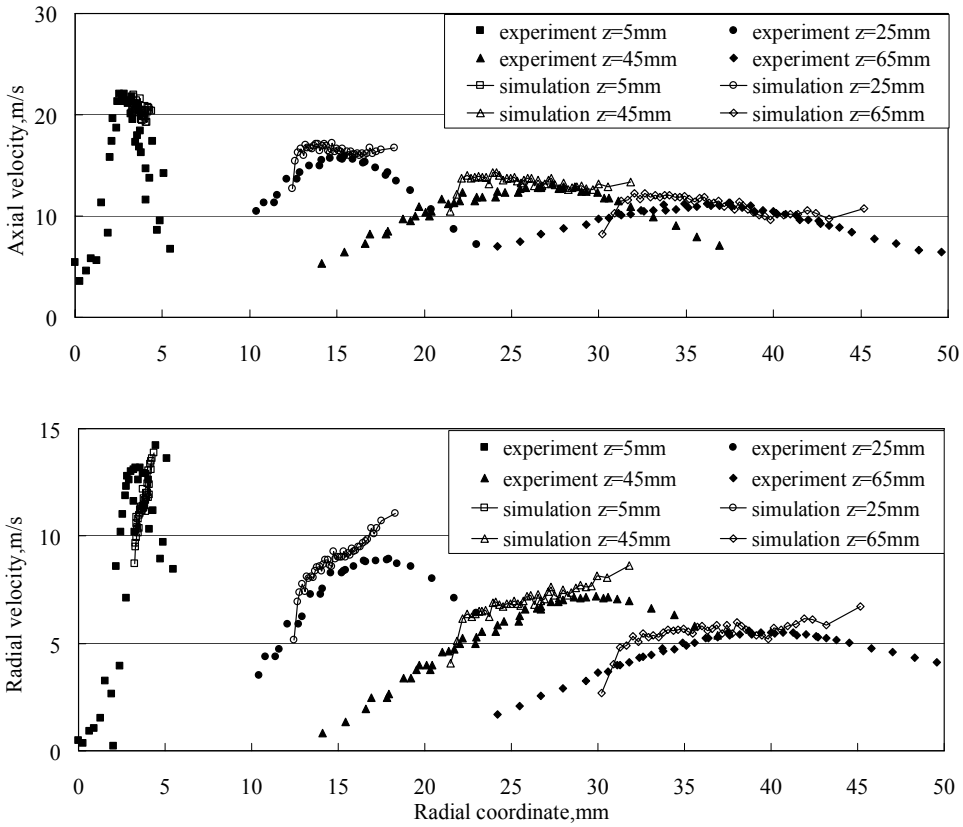 30
20
10
0
Axial velocity,m/s
experiment z=5mm experiment z=25mm
experiment z=45mm experiment z=65mm
simulation z=5mm simulation z=25mm
simulation z=45mm simulation z=65mm
0 5 10 15 20 25 30 35 40 45 50
15
10
5
0
Radial velocity,m/s
experiment z=5mm experiment z=25mm
experiment z=45mm experiment z=65mm
simulation z=5mm simulation z=25mm
simulation z=45mm simulation z=65mm
0 5 10 15 20 25 30 35 40 45 50
Radial coordinate,mm